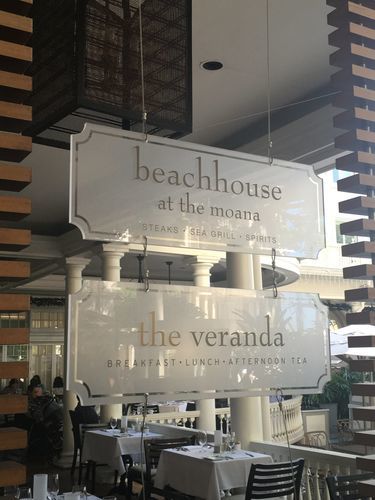 beachhouse
at the moana
STEAKS • SEA GRILL • SPIRITS
the veranda
BREAKFAST • LUNCH • AFTERNOON TEA